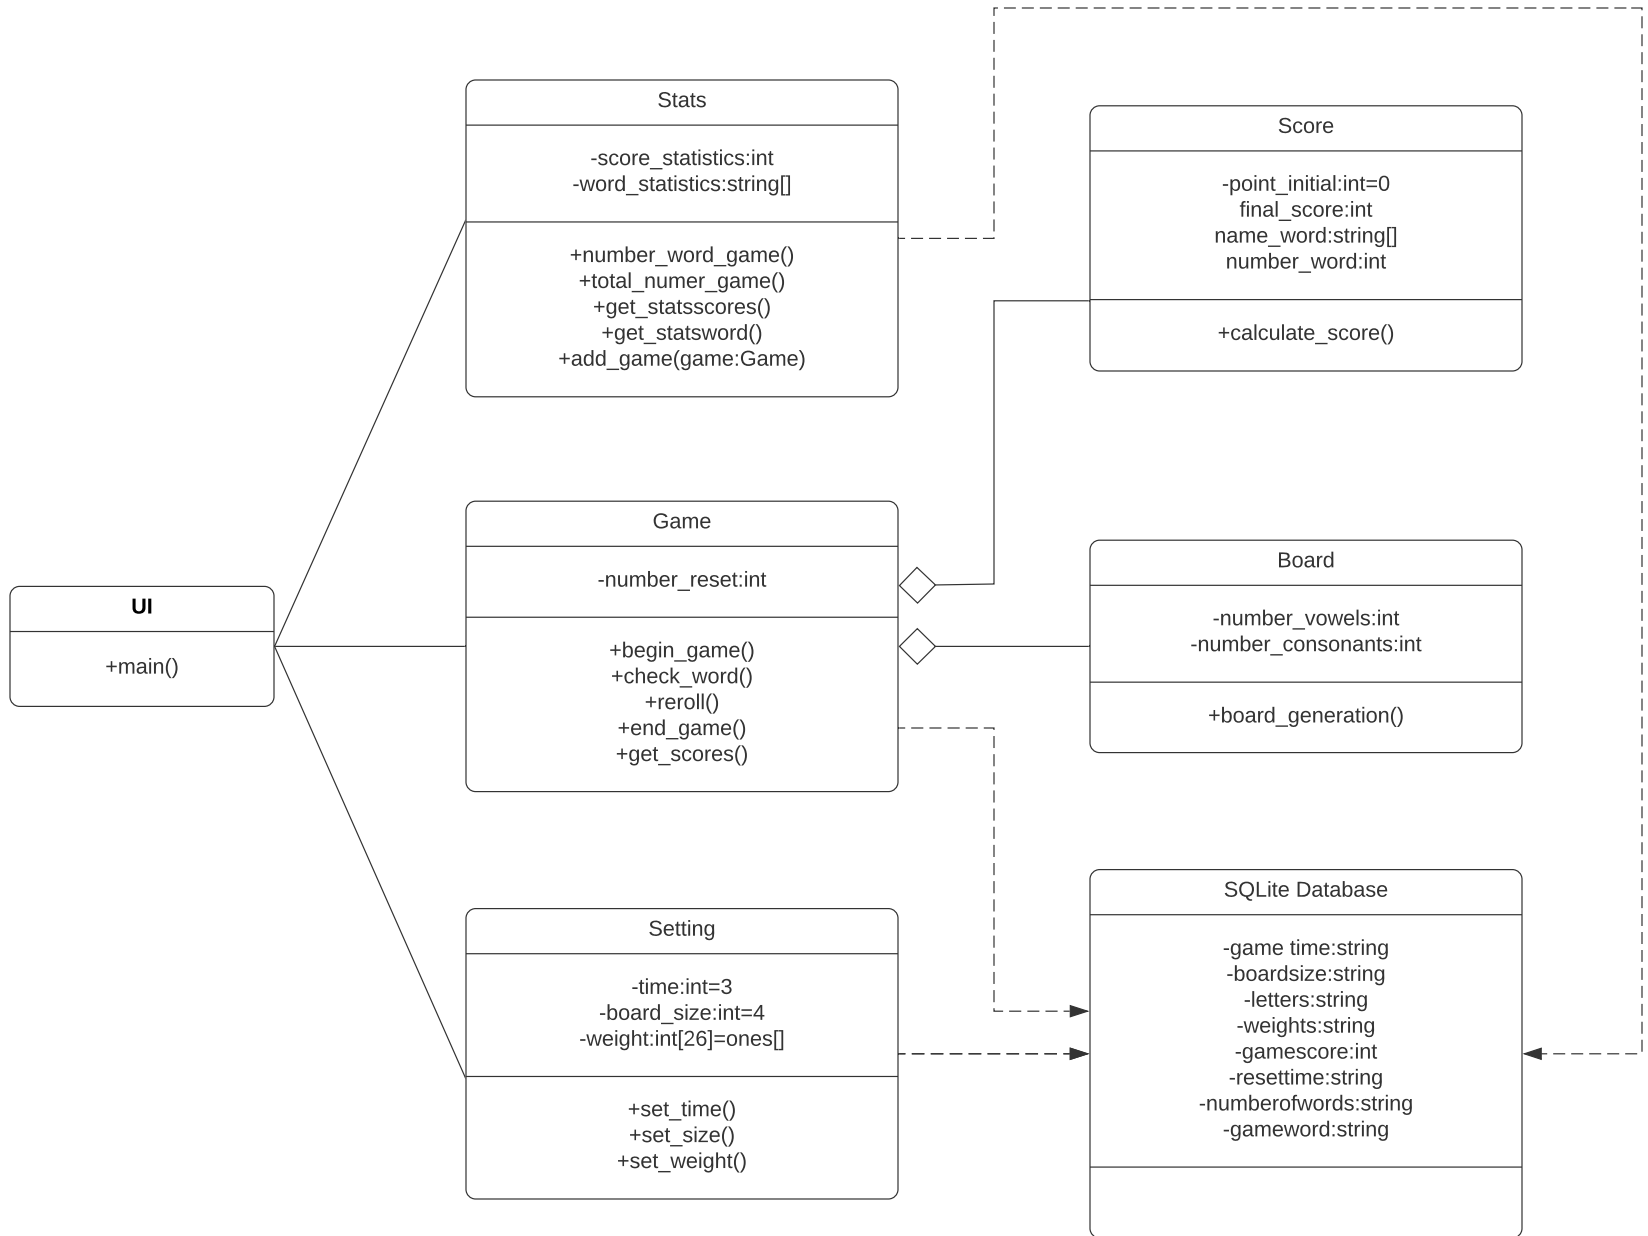 Stats
-score_statistics:int
-word_statistics:string[]
+number_word_game()
+total_numer_game()
+get_statsscores()
+get_statsword()
+add_game(game:Game)
Score
-point_initial:int=0
final_score:int
name_word:string[]
number_word:int
+calculate_score()
UI
+main()
Game
-number_reset:int
+begin_game()
+check_word()
+reroll()
+end_game()
+get_scores()
Board
-number_vowels:int
-number_consonants:int
+board_generation()
Setting
-time:int=3
-board_size:int=4
-weight:int[26]=ones[]
+set_time()
+set_size()
+set_weight()
SQLite Database
-game time:string
-boardsize:string
-letters:string
-weights:string
-gamescore:int
-resettime:string
-numberofwords:string
-gameword:string